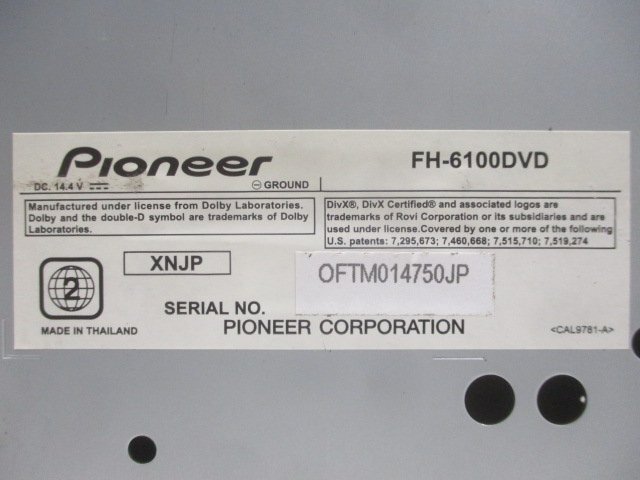 Pioneer
FH-6100DVD
DC. 14.4 V
⊖ GROUND
Manufactured under license from Dolby Laboratories.
Dolby and the double-D symbol are trademarks of Dolby
Laboratories.
DivX®, DivX Certified® and associated logos are
trademarks of Rovi Corporation or its subsidiaries and are
used under license.Covered by one or more of the following
U.S. patents: 7,295,673; 7,460,668; 7,515,710; 7,519,274
2
XNJP
OFTM014750JP
SERIAL NO.
MADE IN THAILAND
PIONEER CORPORATION
<CAL9781-A>